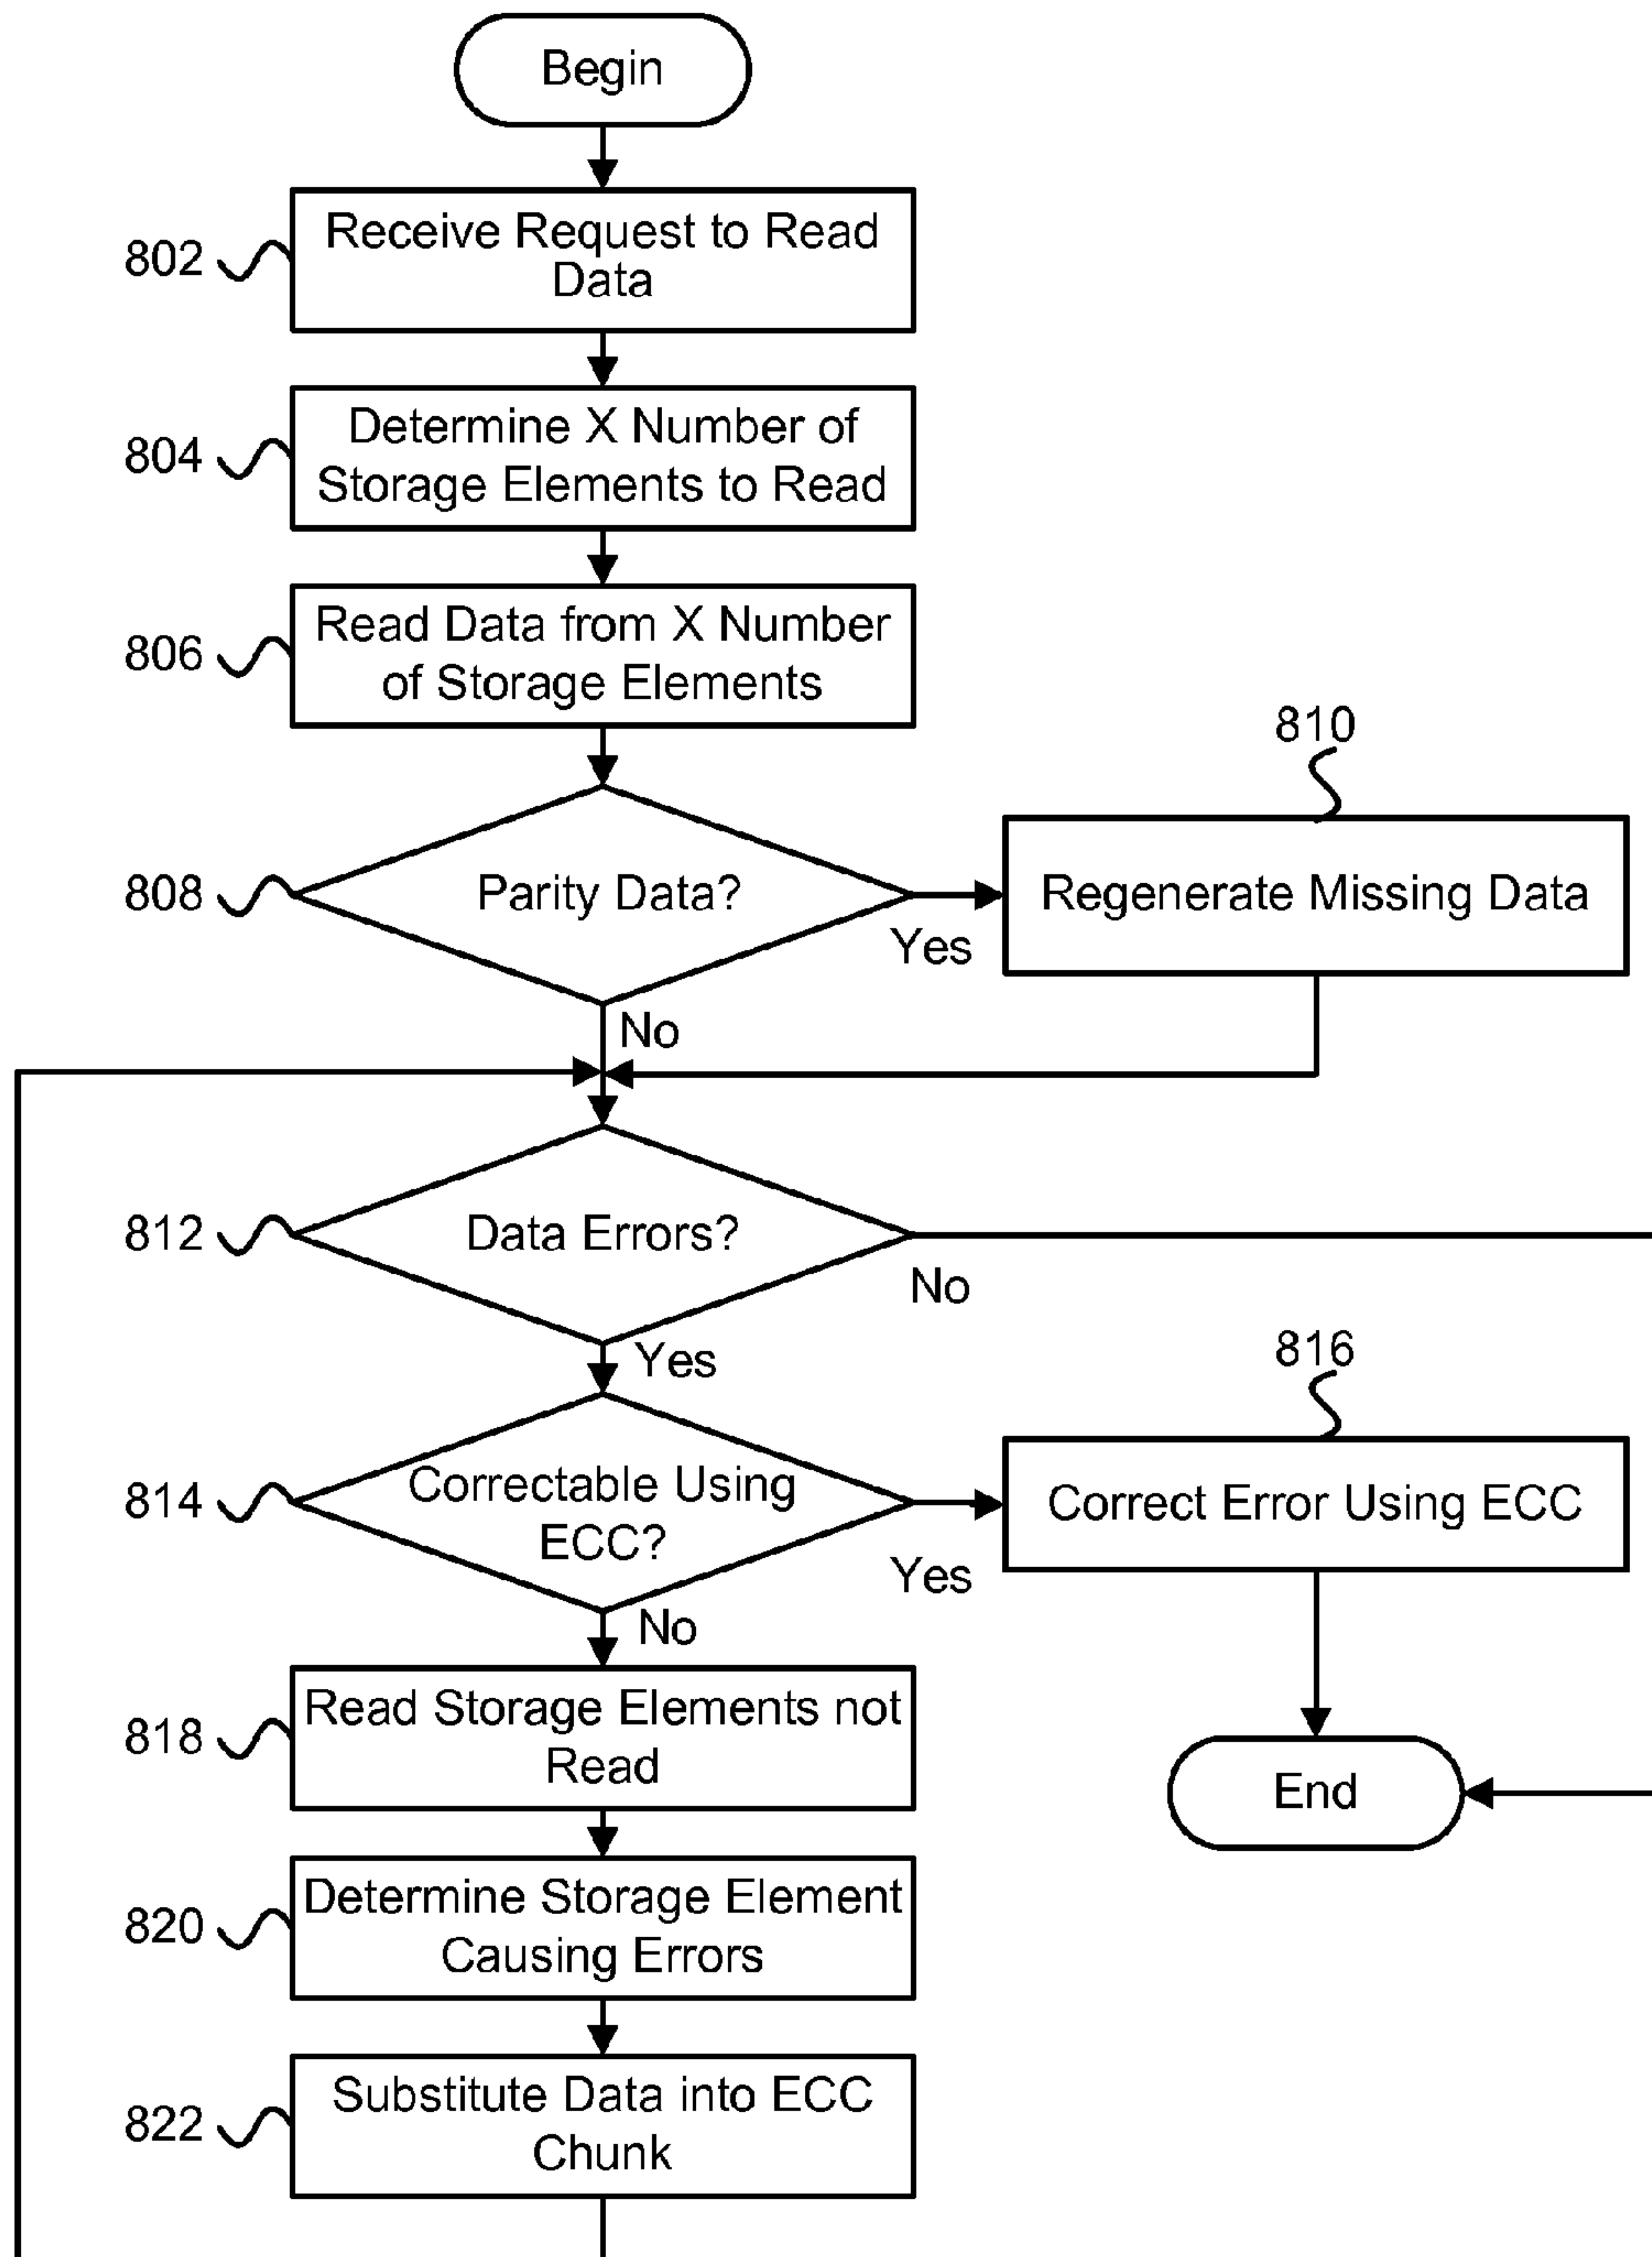 Begin
802
Receive Request to Read
Data
804
Determine X Number of
Storage Elements to Read
806
Read Data from X Number
of Storage Elements
810
808
Parity Data?
Regenerate Missing Data
Yes
No
812
Data Errors?
No
Yes
816
814
Correctable Using
ECC?
Correct Error Using ECC
Yes
No
818
Read Storage Elements not
Read
End
820
Determine Storage Element
Causing Errors
822
Substitute Data into ECC
Chunk